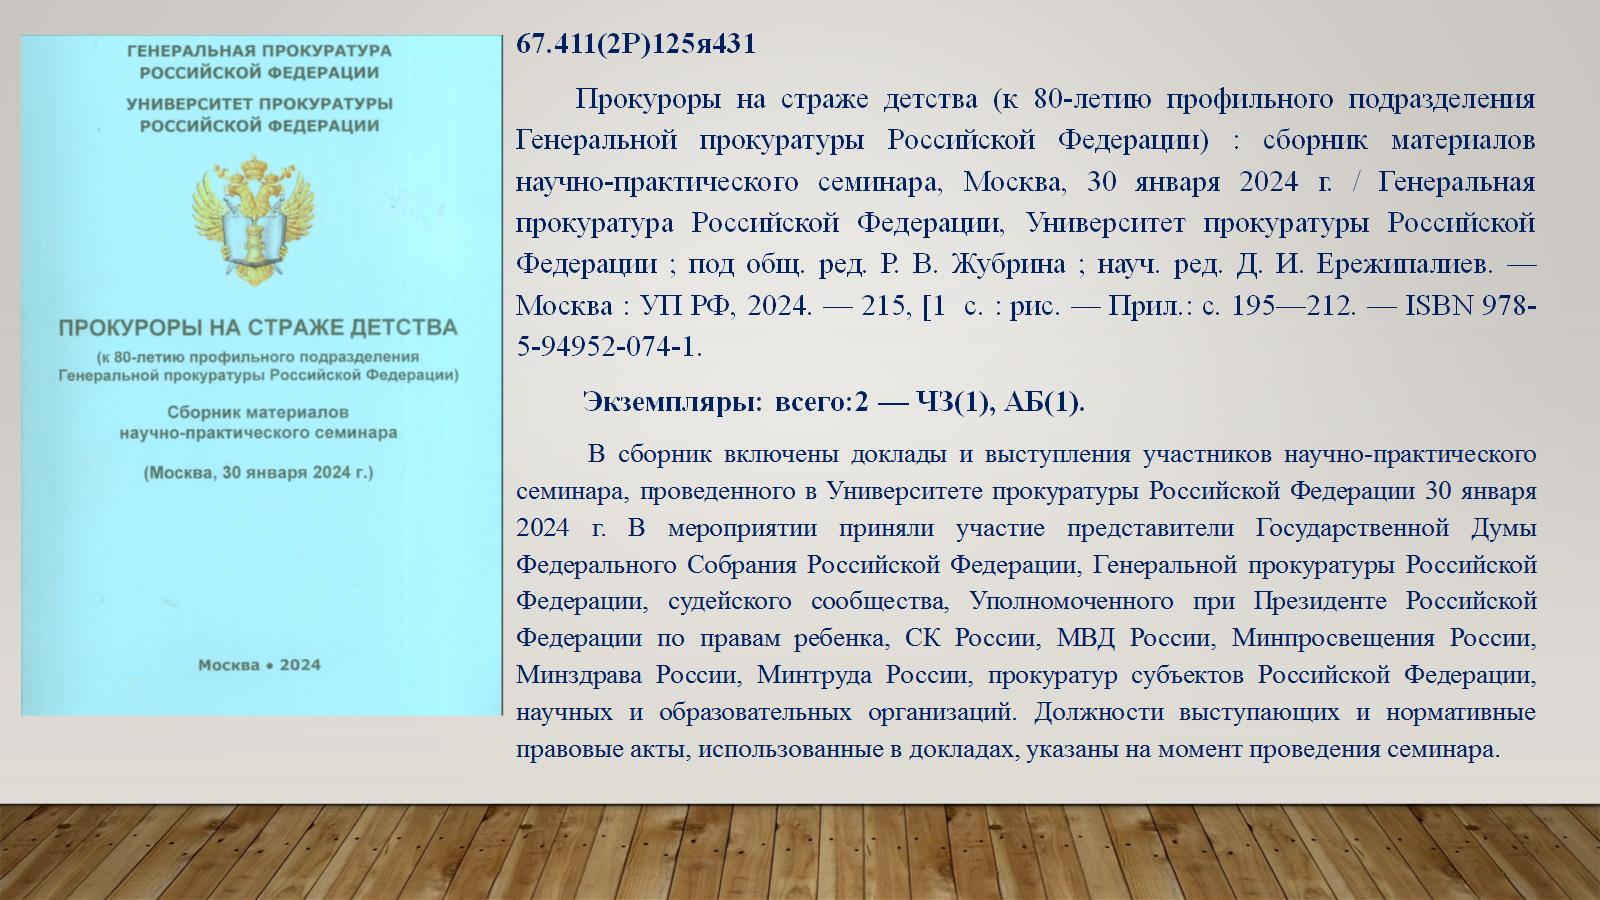 ГЕНЕРАЛЬНАЯ ПРОКУРАТУРА
РОССИЙСКОЙ ФЕДЕРАЦИИ
УНИВЕРСИТЕТ ПРОКУРАТУРЫ
РОССИЙСКОЙ ФЕДЕРАЦИИ
ПРОКУРОРЫ НА СТРАЖЕ ДЕТСТВА
(к 80-летию профильного подразделения
Генеральной прокуратуры Российской Федерации)
Сборник материалов
научно-практического семинара
(Москва, 30 января 2024 г.)
Москва ● 2024
67.411(2Р)125я431
Прокуроры на страже детства (к 80-летию профильного подразделения
Генеральной прокуратуры Российской Федерации) : сборник материалов
научно-практического семинара, Москва, 30 января 2024 г. / Генеральная
прокуратура Российской Федерации, Университет прокуратуры Российской
Федерации ; под общ. ред. Р. В. Жубрина ; науч. ред. Д. И. Ережипалиев. —
Москва : УП РФ, 2024. — 215, [1 с. : рис. — Прил.: с. 195—212. — ISBN 978-
5-94952-074-1.
Экземпляры: всего:2 — ЧЗ(1), АБ(1).
В сборник включены доклады и выступления участников научно-практического
семинара, проведенного в Университете прокуратуры Российской Федерации 30 января
2024 г. В мероприятии приняли участие представители Государственной Думы
Федерального Собрания Российской Федерации, Генеральной прокуратуры Российской
Федерации, судейского сообщества, Уполномоченного при Президенте Российской
Федерации по правам ребенка, СК России, МВД России, Минпросвещения России,
Минздрава России, Минтруда России, прокуратур субъектов Российской Федерации,
научных и образовательных организаций. Должности выступающих и нормативные
правовые акты, использованные в докладах, указаны на момент проведения семинара.